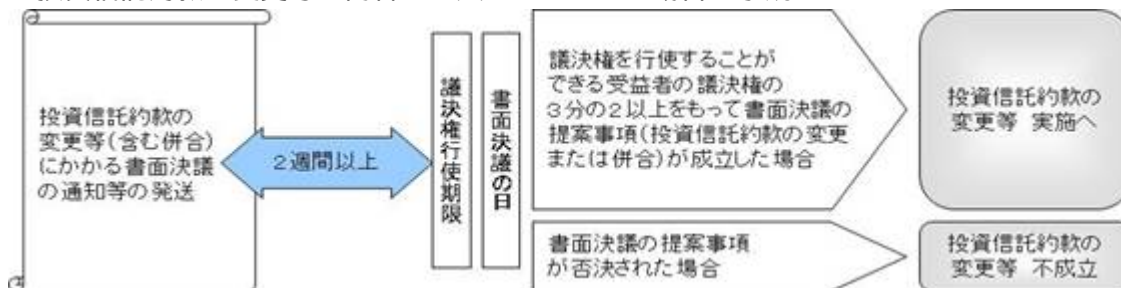 投資信託約款の
変更等(含む併合)
にかかる書面決議
の通知等の発送
2週間以上
議決権行使期限
書面決議の日
議決権を行使することが
できる受益者の議決権の
3分の2以上をもって書面決議の
提案事項(投資信託約款の変更
または併合)が成立した場合
投資信託約款の
変更等 実施へ
書面決議の提案事項
が否決された場合
投資信託約款の
変更等 不成立